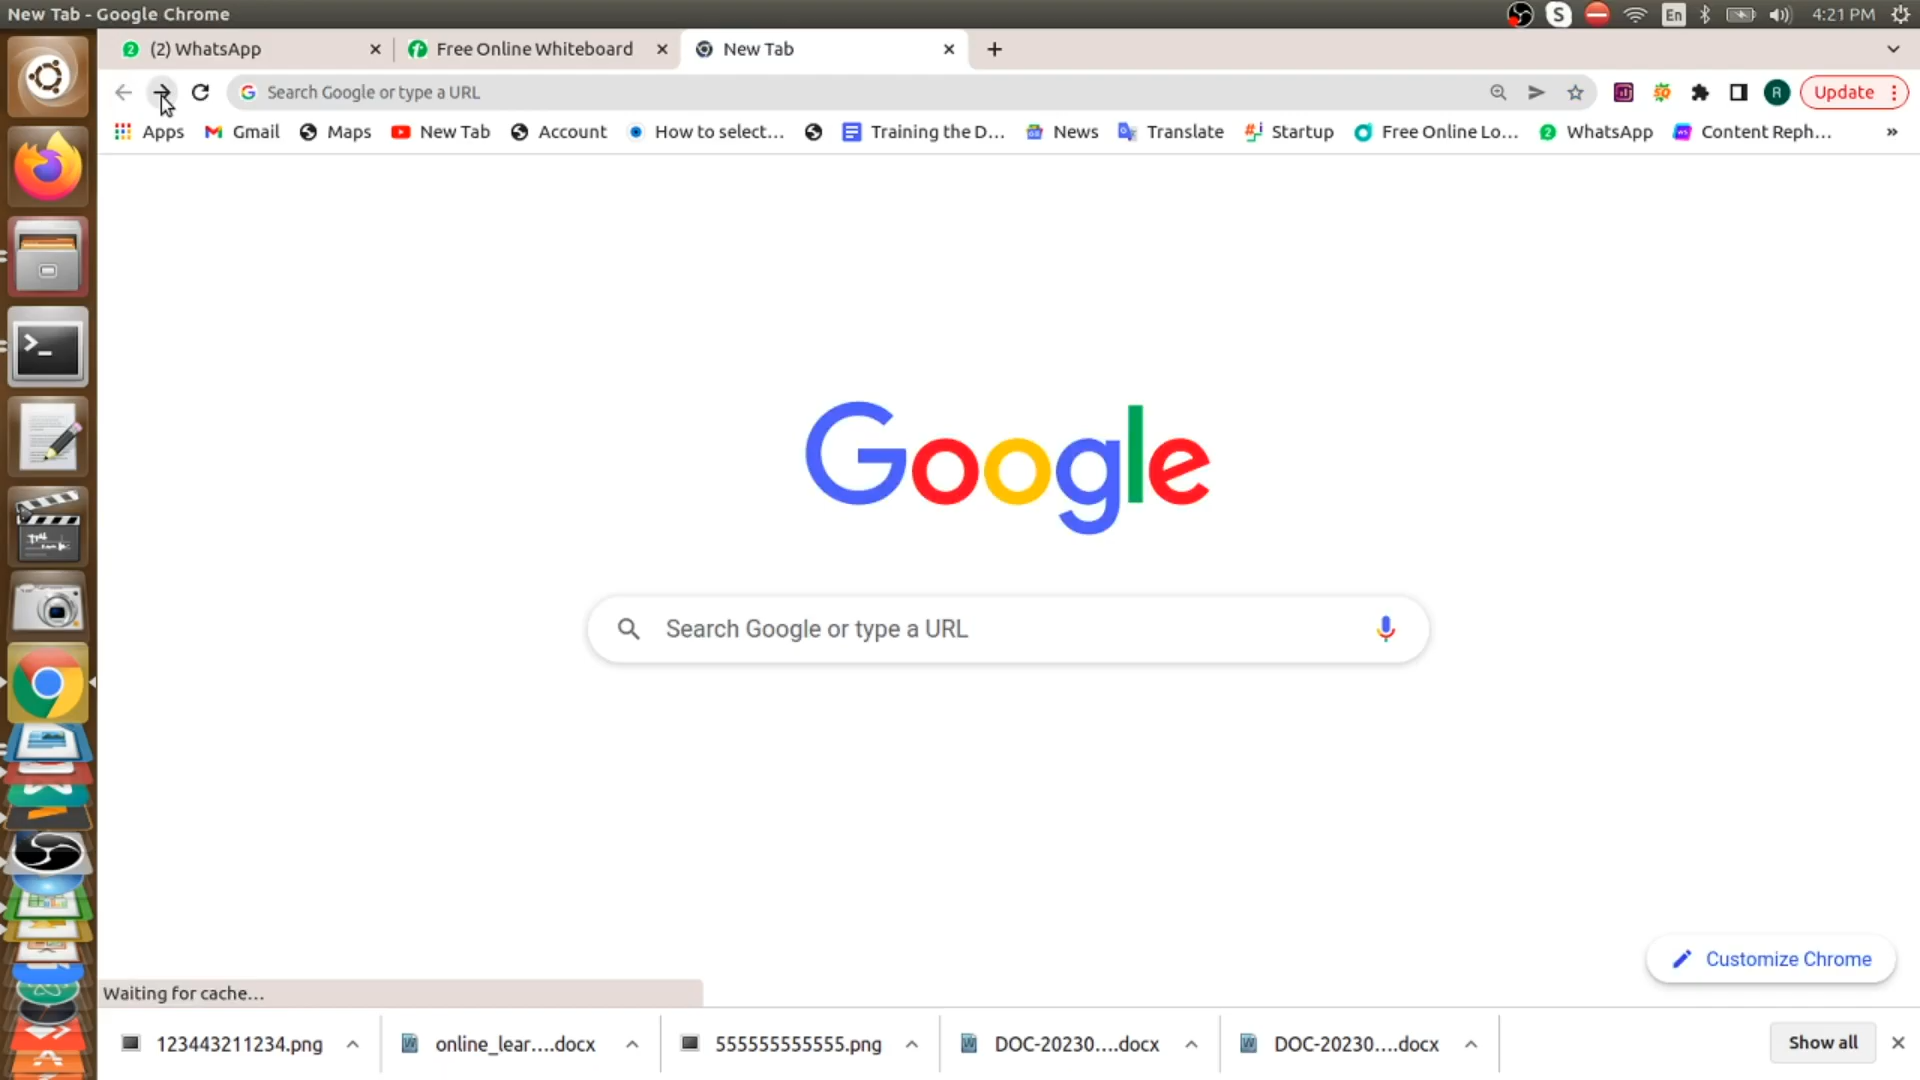 New Tab - Google Chrome
En
4:21 PM
(2) WhatsApp
Free Online Whiteboard
New Tab
Search Google or type a URL
R
Update
Apps
Gmail
Maps
New Tab
Account
How to select...
Training the D...
News
Translate
Startup
Free Online Lo...
WhatsApp
Content Reph...
Google
Search Google or type a URL
Customize Chrome
Waiting for cache...
123443211234.png
online_lear....docx
555555555555.png
DOC-20230....docx
DOC-20230....docx
Show all